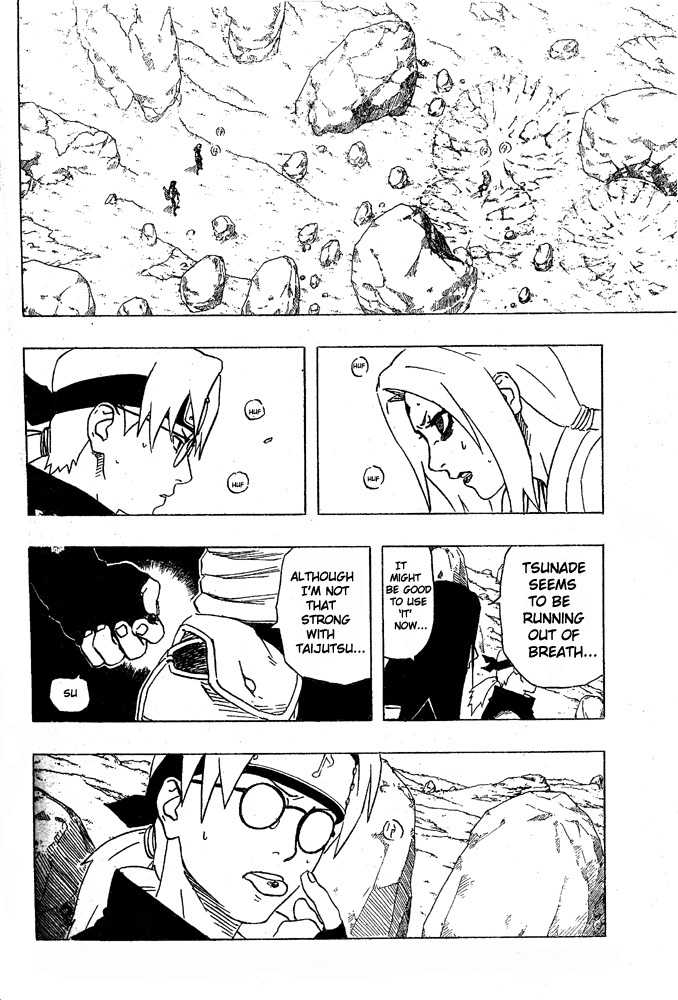 HUF
HUF
HUF
HUF
TSUNADE
SEEMS
TO BE
RUNNING
OUT OF
BREATH...
IT
MIGHT
BE GOOD
TO USE
'IT'
NOW...
ALTHOUGH
I'M NOT
THAT
STRONG
WITH
TAIJUTSU...
SU